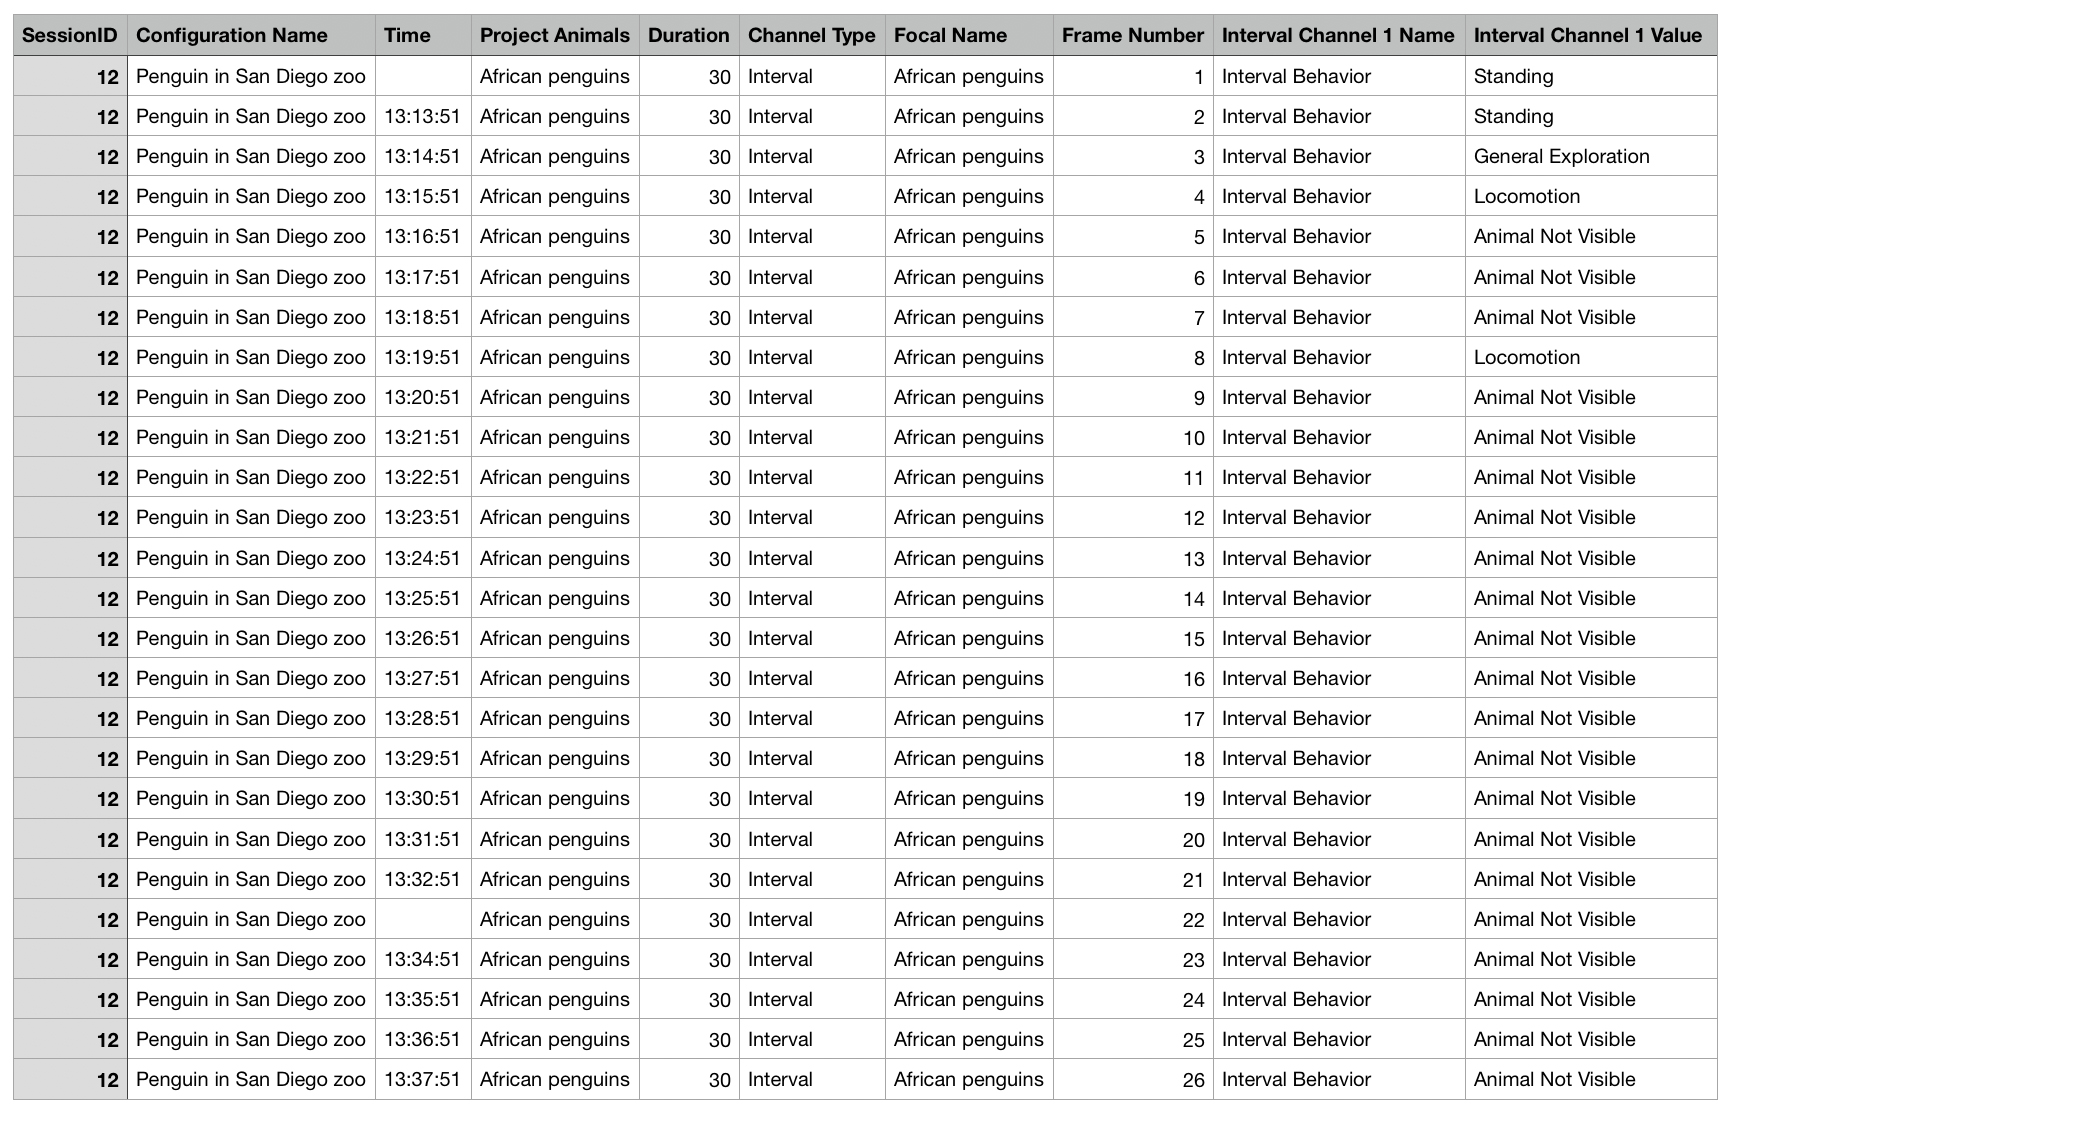 SessionID Configuration Name Time Project Animals Duration Channel Type Focal Name Frame Number Interval Channel 1 Name Interval Channel 1 Value
12 Penguin in San Diego zoo African penguins 30 Interval African penguins 1 Interval Behavior Standing
12 Penguin in San Diego zoo 13:13:51 African penguins 30 Interval African penguins 2 Interval Behavior Standing
12 Penguin in San Diego zoo 13:14:51 African penguins 30 Interval African penguins 3 Interval Behavior General Exploration
12 Penguin in San Diego zoo 13:15:51 African penguins 30 Interval African penguins 4 Interval Behavior Locomotion
12 Penguin in San Diego zoo 13:16:51 African penguins 30 Interval African penguins 5 Interval Behavior Animal Not Visible
12 Penguin in San Diego zoo 13:17:51 African penguins 30 Interval African penguins 6 Interval Behavior Animal Not Visible
12 Penguin in San Diego zoo 13:18:51 African penguins 30 Interval African penguins 7 Interval Behavior Animal Not Visible
12 Penguin in San Diego zoo 13:19:51 African penguins 30 Interval African penguins 8 Interval Behavior Locomotion
12 Penguin in San Diego zoo 13:20:51 African penguins 30 Interval African penguins 9 Interval Behavior Animal Not Visible
12 Penguin in San Diego zoo 13:21:51 African penguins 30 Interval African penguins 10 Interval Behavior Animal Not Visible
12 Penguin in San Diego zoo 13:22:51 African penguins 30 Interval African penguins 11 Interval Behavior Animal Not Visible
12 Penguin in San Diego zoo 13:23:51 African penguins 30 Interval African penguins 12 Interval Behavior Animal Not Visible
12 Penguin in San Diego zoo 13:24:51 African penguins 30 Interval African penguins 13 Interval Behavior Animal Not Visible
12 Penguin in San Diego zoo 13:25:51 African penguins 30 Interval African penguins 14 Interval Behavior Animal Not Visible
12 Penguin in San Diego zoo 13:26:51 African penguins 30 Interval African penguins 15 Interval Behavior Animal Not Visible
12 Penguin in San Diego zoo 13:27:51 African penguins 30 Interval African penguins 16 Interval Behavior Animal Not Visible
12 Penguin in San Diego zoo 13:28:51 African penguins 30 Interval African penguins 17 Interval Behavior Animal Not Visible
12 Penguin in San Diego zoo 13:29:51 African penguins 30 Interval African penguins 18 Interval Behavior Animal Not Visible
12 Penguin in San Diego zoo 13:30:51 African penguins 30 Interval African penguins 19 Interval Behavior Animal Not Visible
12 Penguin in San Diego zoo 13:31:51 African penguins 30 Interval African penguins 20 Interval Behavior Animal Not Visible
12 Penguin in San Diego zoo 13:32:51 African penguins 30 Interval African penguins 21 Interval Behavior Animal Not Visible
12 Penguin in San Diego zoo African penguins 30 Interval African penguins 22 Interval Behavior Animal Not Visible
12 Penguin in San Diego zoo 13:34:51 African penguins 30 Interval African penguins 23 Interval Behavior Animal Not Visible
12 Penguin in San Diego zoo 13:35:51 African penguins 30 Interval African penguins 24 Interval Behavior Animal Not Visible
12 Penguin in San Diego zoo 13:36:51 African penguins 30 Interval African penguins 25 Interval Behavior Animal Not Visible
12 Penguin in San Diego zoo 13:37:51 African penguins 30 Interval African penguins 26 Interval Behavior Animal Not Visible